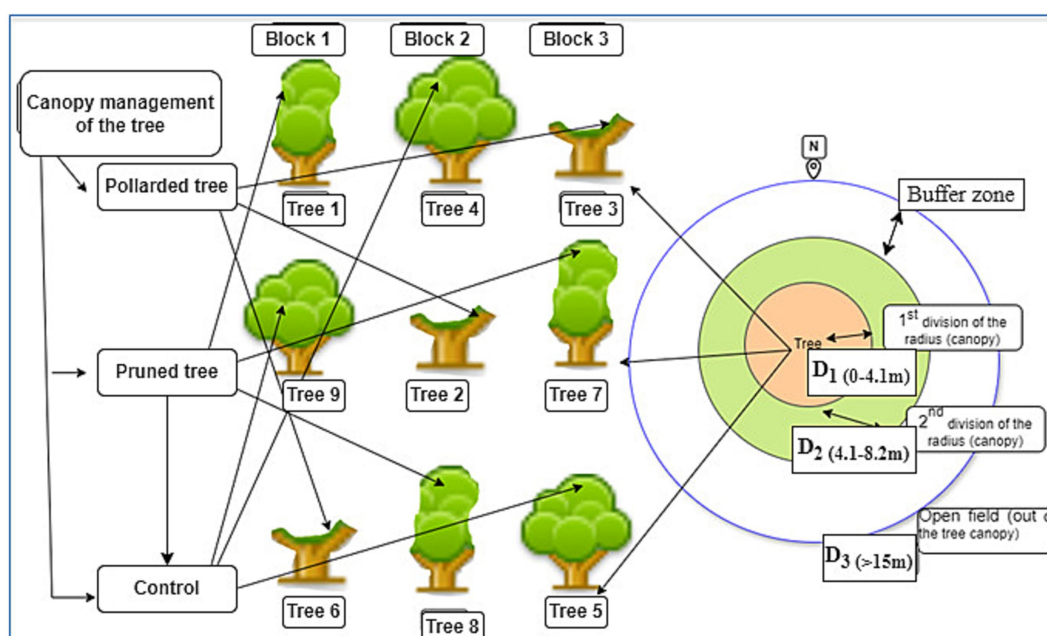 Block 1
Block 2
Block 3
Canopy management
of the tree
Pollarded tree
Tree 1
Tree 4
Tree 3
Pruned tree
Tree 9
Tree 2
Tree 7
Control
Tree 6
Tree 8
Tree 5
N
Buffer zone
1st division of the
radius (canopy)
Tree
D1 (0-4.1m)
2nd division of the
radius (canopy)
D2 (4.1-8.2m)
Open field (out o
the tree canopy)
D3 (>15m)